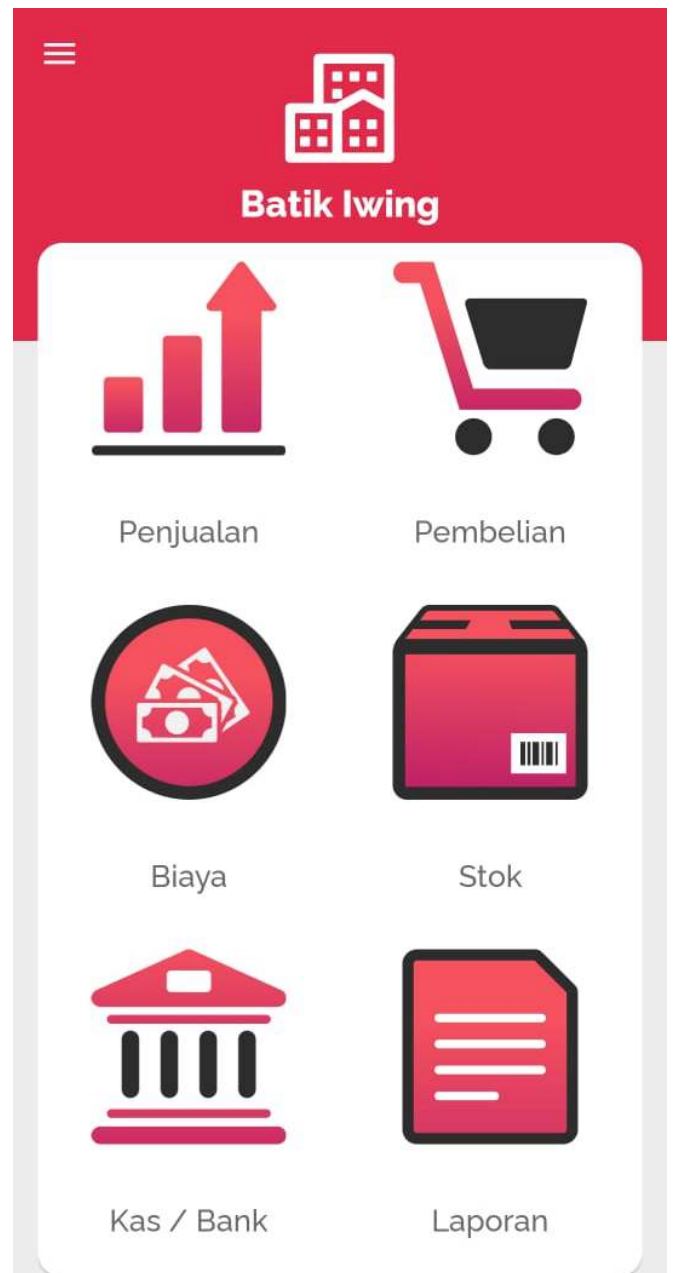 Batik Iwing
Penjualan
Pembelian
Biaya
Stok
Kas / Bank
Laporan